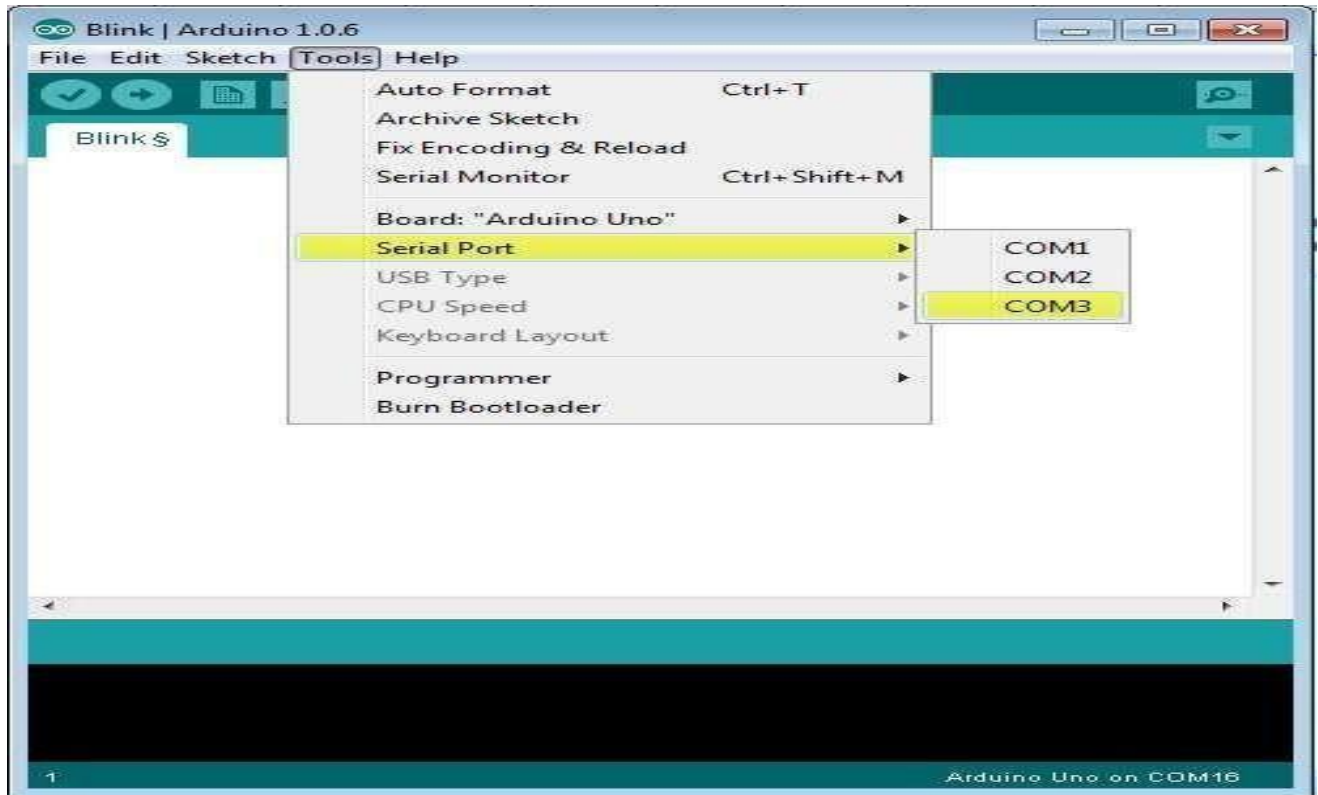 Blink | Arduino 1.0.6
File Edit Sketch Tools Help
Blink §
Auto Format Ctrl+T
Archive Sketch
Fix Encoding & Reload
Serial Monitor Ctrl+Shift+M
Board: "Arduino Uno"
Serial Port
USB Type
CPU Speed
Keyboard Layout
Programmer
Burn Bootloader
COM1
COM2
COM3
1 Arduino Uno on COM16